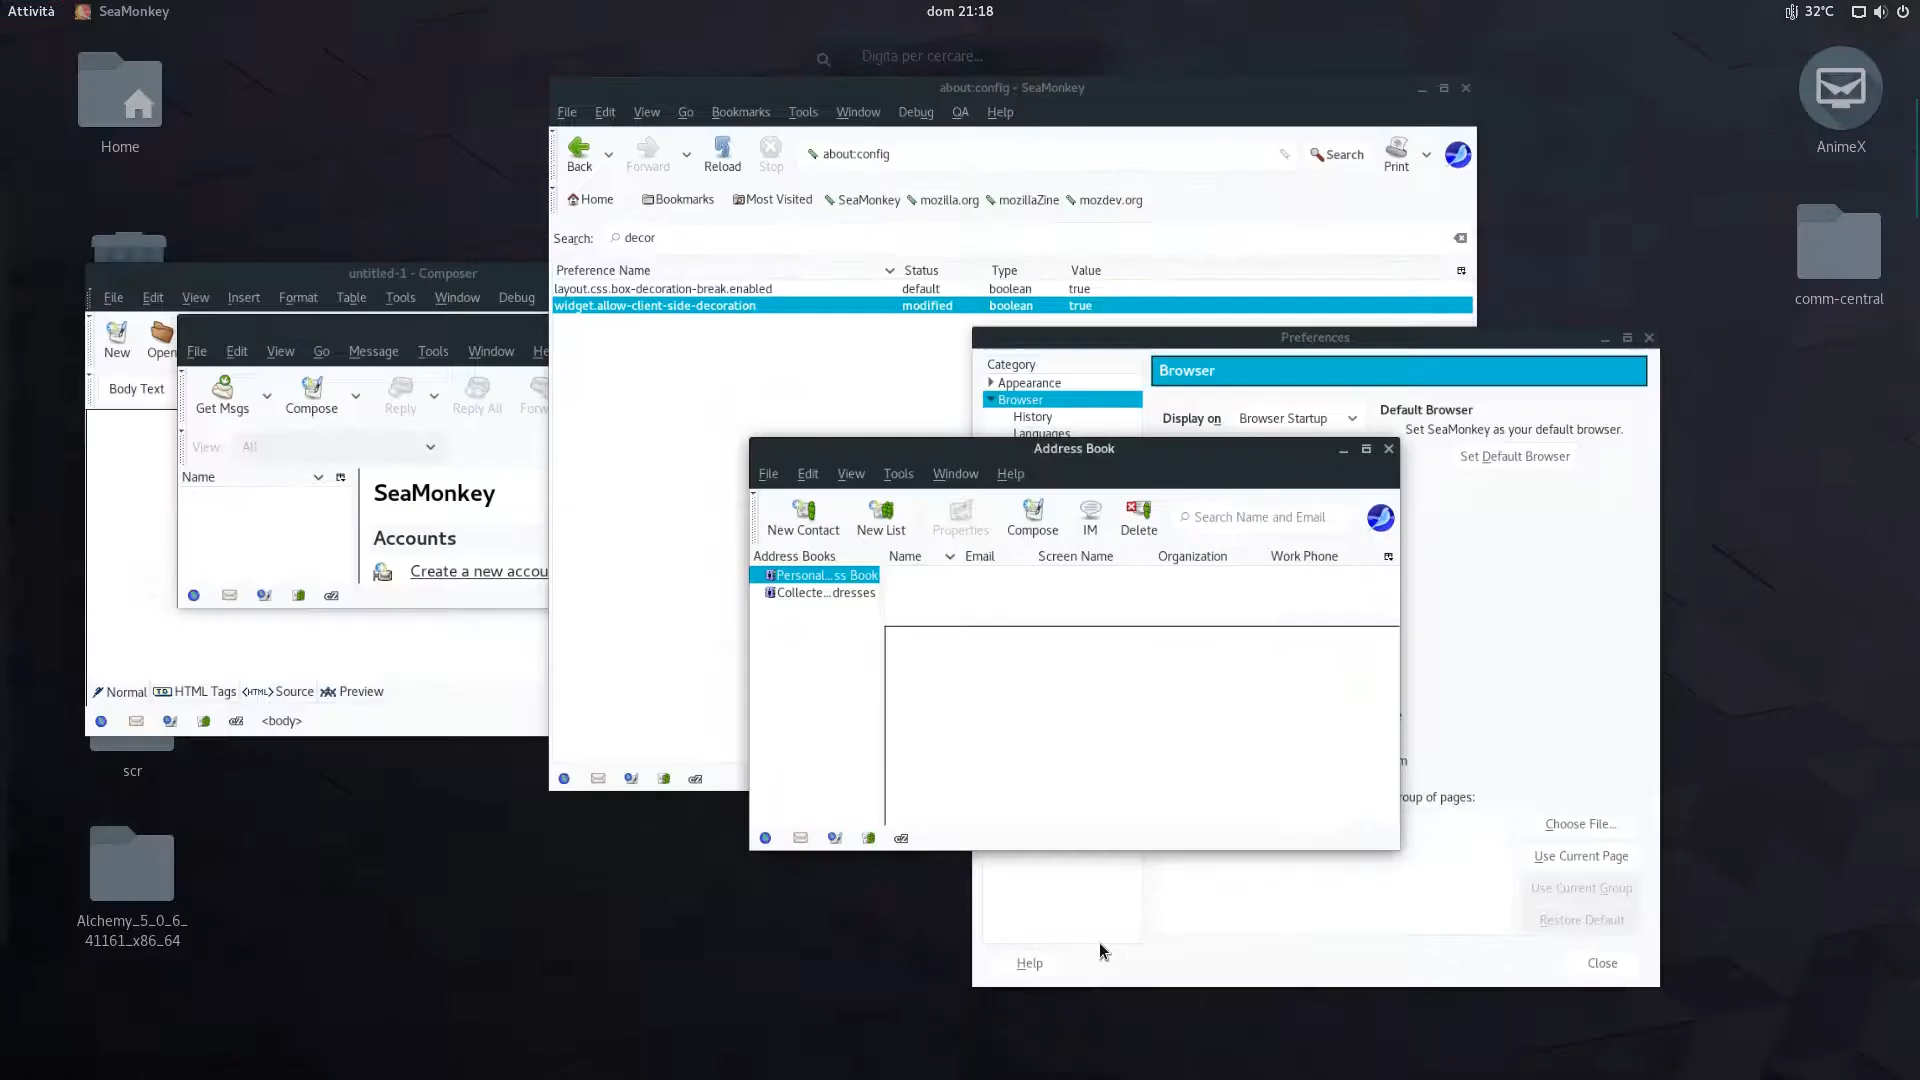 Attività SeaMonkey dom 21:18 32°C
Digita per cercare...
Home
AnimeX
comm-central
scr
Alchemy_5_0_6_
41161_x86_64
about:config - SeaMonkey
File Edit View Go Bookmarks Tools Window Debug QA Help
Back Forward Reload Stop about:config Search Print
Home Bookmarks Most Visited SeaMonkey mozilla.org mozillaZine mozdev.org
Search: decor
Preference Name Status Type Value
layout.css.box-decoration-break.enabled default boolean true
widget.allow-client-side-decoration modified boolean true
untitled-1 - Composer
File Edit View Insert Format Table Tools Window Debug
New Open
Body Text
Normal HTML Tags <HTML> Source Preview
<body>
File Edit View Go Message Tools Window He
Get Msgs Compose Reply Reply All Forw
View: All
Name
SeaMonkey
Accounts
Create a new accou
Preferences
Category
Appearance
Browser
History
Languages
Browser
Display on Browser Startup
Default Browser
Set SeaMonkey as your default browser.
Set Default Browser
m
roup of pages:
Choose File...
Use Current Page
Use Current Group
Restore Default
Help Close
Address Book
File Edit View Tools Window Help
New Contact New List Properties Compose IM Delete Search Name and Email
Address Books Name Email Screen Name Organization Work Phone
Personal...ss Book
Collecte...dresses